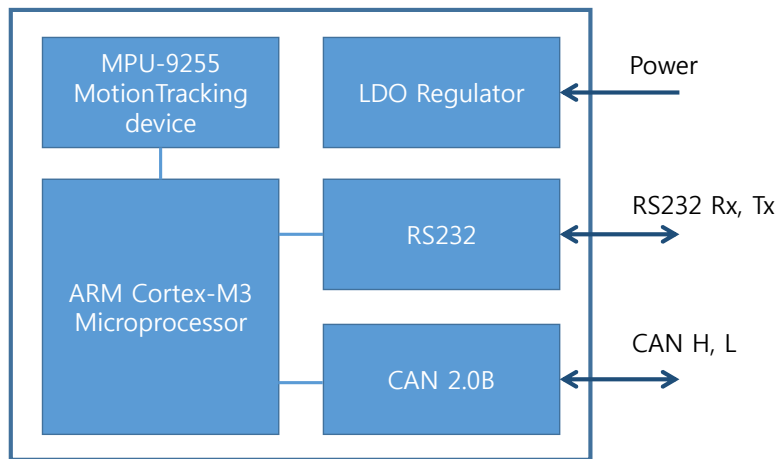 MPU-9255
MotionTracking
device
LDO Regulator
Power
RS232
RS232 Rx, Tx
ARM Cortex-M3
Microprocessor
CAN 2.0B
CAN H, L